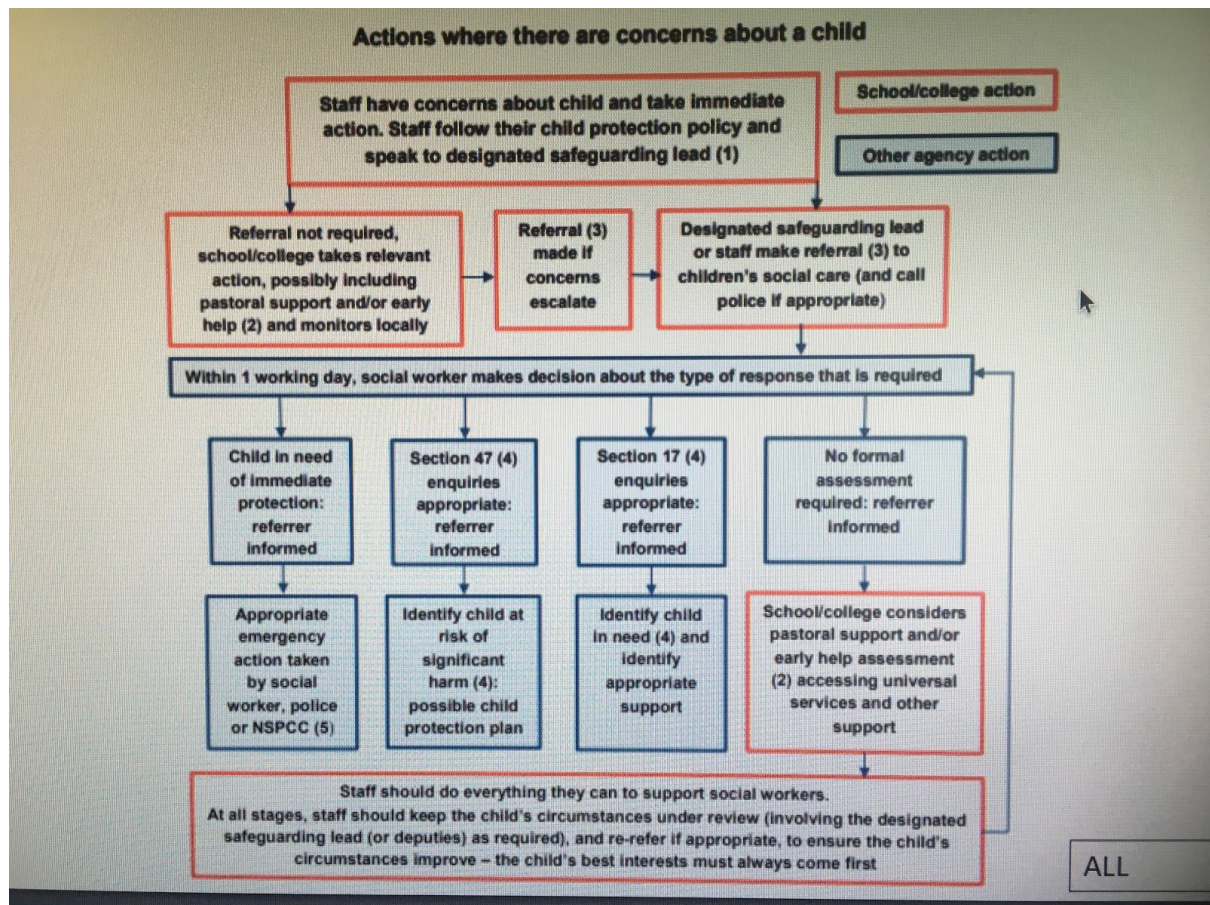 Actions where there are concerns about a child
Staff have concerns about child and take immediate
action. Staff follow their child protection policy and
speak to designated safeguarding lead (1)
School/college action
Other agency action
Referral not required,
school/college takes relevant
action, possibly including
pastoral support and/or early
help (2) and monitors locally
Referral (3)
made if
concerns
escalate
Designated safeguarding lead
or staff make referral (3) to
children's social care (and call
police if appropriate)
Within 1 working day, social worker makes decision about the type of response that is required
Child in need
of immediate
protection:
referrer
informed
Section 47 (4)
enquiries
appropriate:
referrer
informed
Section 17 (4)
enquiries
appropriate:
referrer
informed
No formal
assessment
required: referrer
informed
Appropriate
emergency
action taken
by social
worker, police
or NSPCC (5)
Identify child at
risk of
significant
harm (4):
possible child
protection plan
Identify child
in need (4) and
identify
appropriate
support
School/college considers
pastoral support and/or
early help assessment
(2) accessing universal
services and other
support
Staff should do everything they can to support social workers.
At all stages, staff should keep the child's circumstances under review (involving the designated
safeguarding lead (or deputies) as required), and re-refer if appropriate, to ensure the child's
circumstances improve – the child's best interests must always come first
ALL